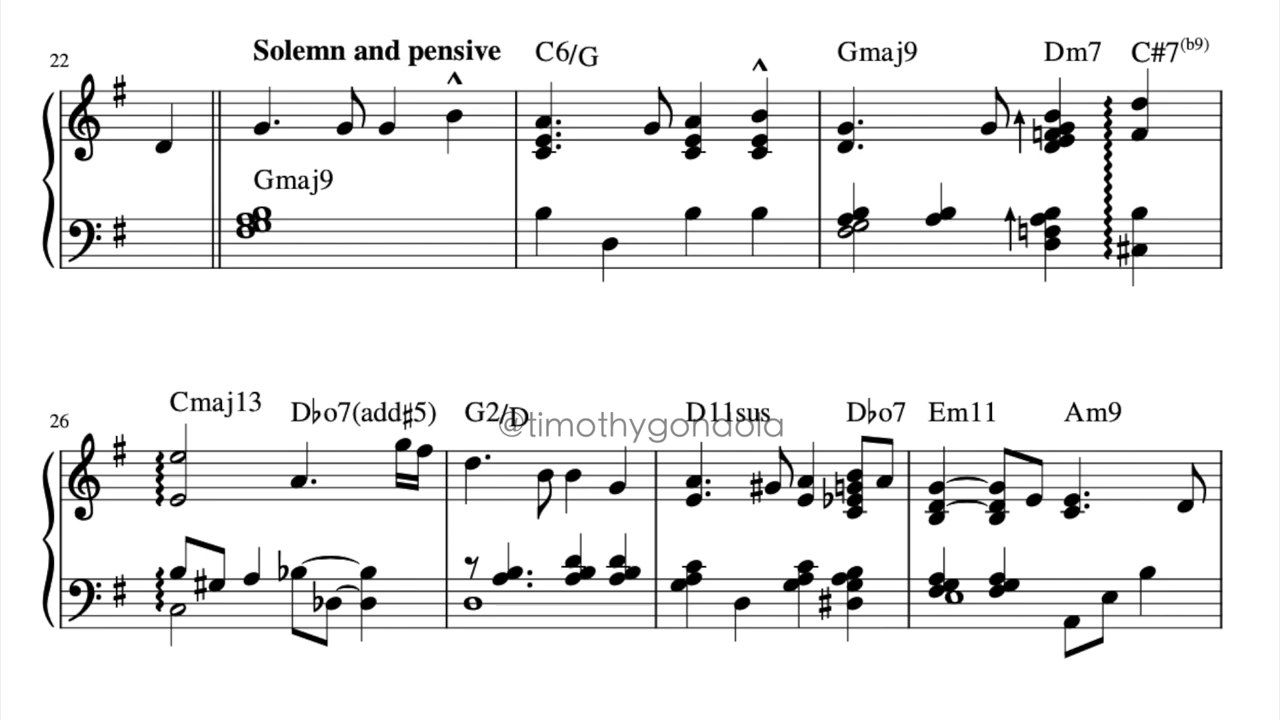 22
Solemn and pensive
C6/G
Gmaj9
Dm7
C#7(b9)
Gmaj9
26
Cmaj13
D♭o7(add♯5)
G2/D
D11sus
D♭o7
Em11
Am9
@timothygondola